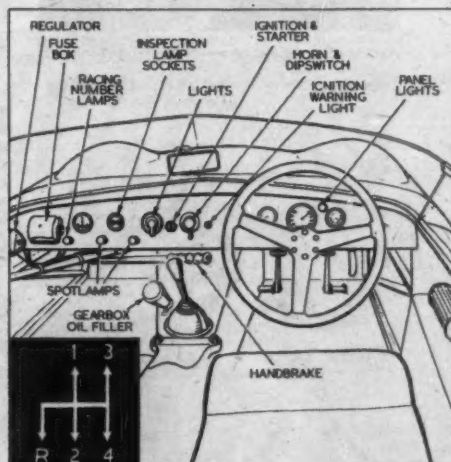 REGULATOR
FUSE
BOX
RACING
NUMBER
LAMPS
INSPECTION
LAMP
SOCKETS
LIGHTS
IGNITION &
STARTER
HORN &
DIPSWITCH
IGNITION
WARNING
LIGHT
PANEL
LIGHTS
SPOTLAMPS
GEARBOX
OIL FILLER
HANDBRAKE
1 3
R 2 4